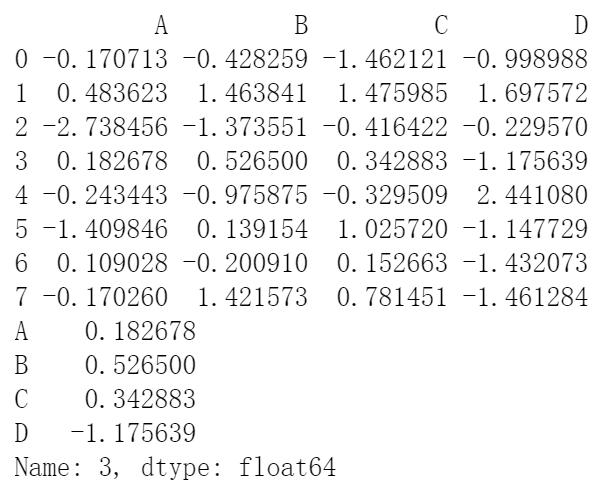 A         B         C         D
0 -0.170713 -0.428259 -1.462121 -0.998988
1  0.483623  1.463841  1.475985  1.697572
2 -2.738456 -1.373551 -0.416422 -0.229570
3  0.182678  0.526500  0.342883 -1.175639
4 -0.243443 -0.975875 -0.329509  2.441080
5 -1.409846  0.139154  1.025720 -1.147729
6  0.109028 -0.200910  0.152663 -1.432073
7 -0.170260  1.421573  0.781451 -1.461284
A    0.182678
B    0.526500
C    0.342883
D   -1.175639
Name: 3, dtype: float64